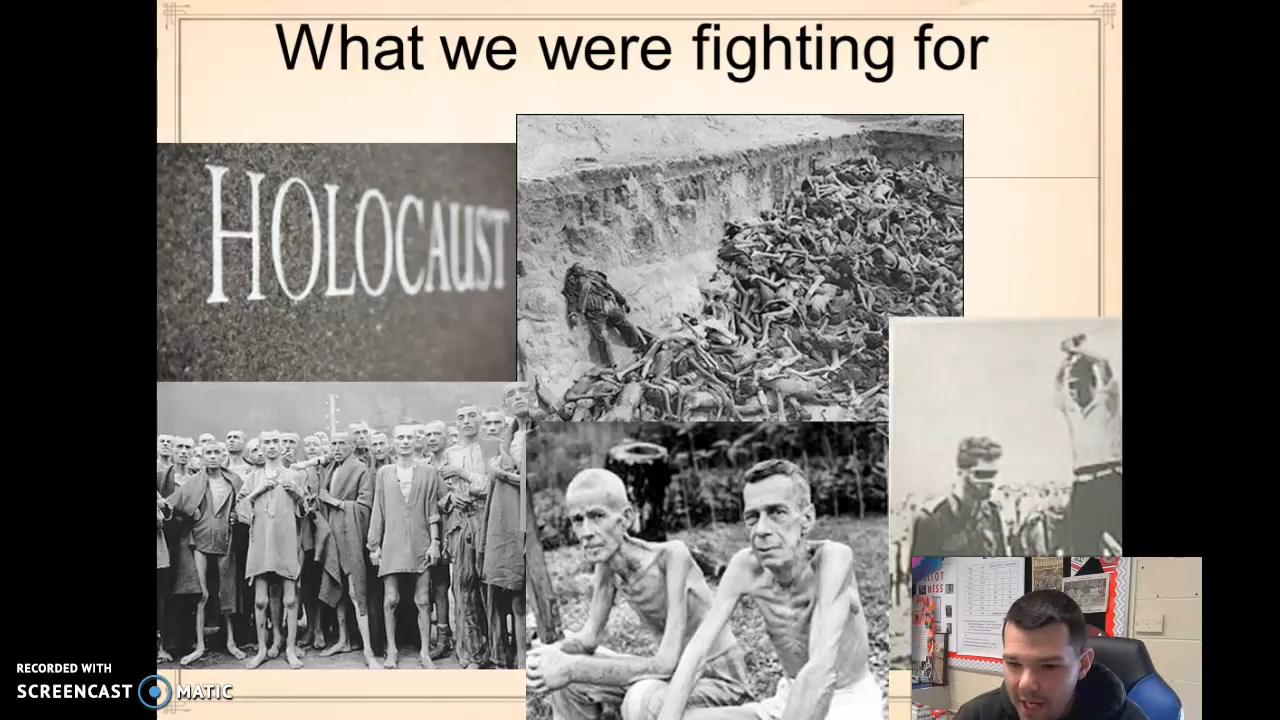 What we were fighting for
HOLOCAUST
RECORDED WITH
SCREENCAST MATIC